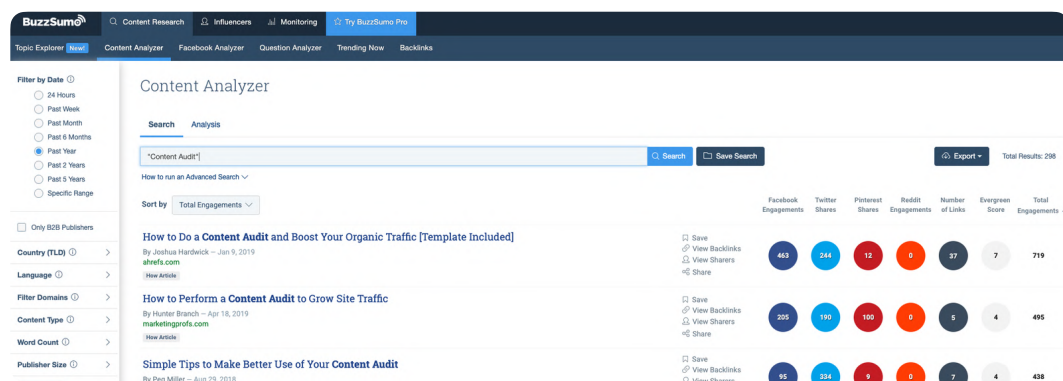 BuzzSumo Content Research Influencers Monitoring Try BuzzSumo Pro
Topic Explorer New! Content Analyzer Facebook Analyzer Question Analyzer Trending Now Backlinks
Filter by Date
24 Hours
Past Week
Past Month
Past 6 Months
Past Year
Past 2 Years
Past 5 Years
Specific Range
Only B2B Publishers
Country (TLD)
Language
Filter Domains
Content Type
Word Count
Publisher Size
Content Analyzer
Search Analysis
"Content Audit" Search Save Search Export Total Results: 298
How to run an Advanced Search
Sort by Total Engagements
Facebook Engagements Twitter Shares Pinterest Shares Reddit Engagements Number of Links Evergreen Score Total Engagements
How to Do a Content Audit and Boost Your Organic Traffic [Template Included]
By Joshua Hardwick – Jan 9, 2019
ahrefs.com
How Article
Save
View Backlinks
View Sharers
Share
463 244 12 0 37 7 719
How to Perform a Content Audit to Grow Site Traffic
By Hunter Branch – Apr 18, 2019
marketingprofs.com
How Article
Save
View Backlinks
View Sharers
Share
205 190 100 0 5 4 495
Simple Tips to Make Better Use of Your Content Audit
By Peg Miller – Aug 29, 2018
Save
View Backlinks
View Sharers
95 334 9 0 7 4 438